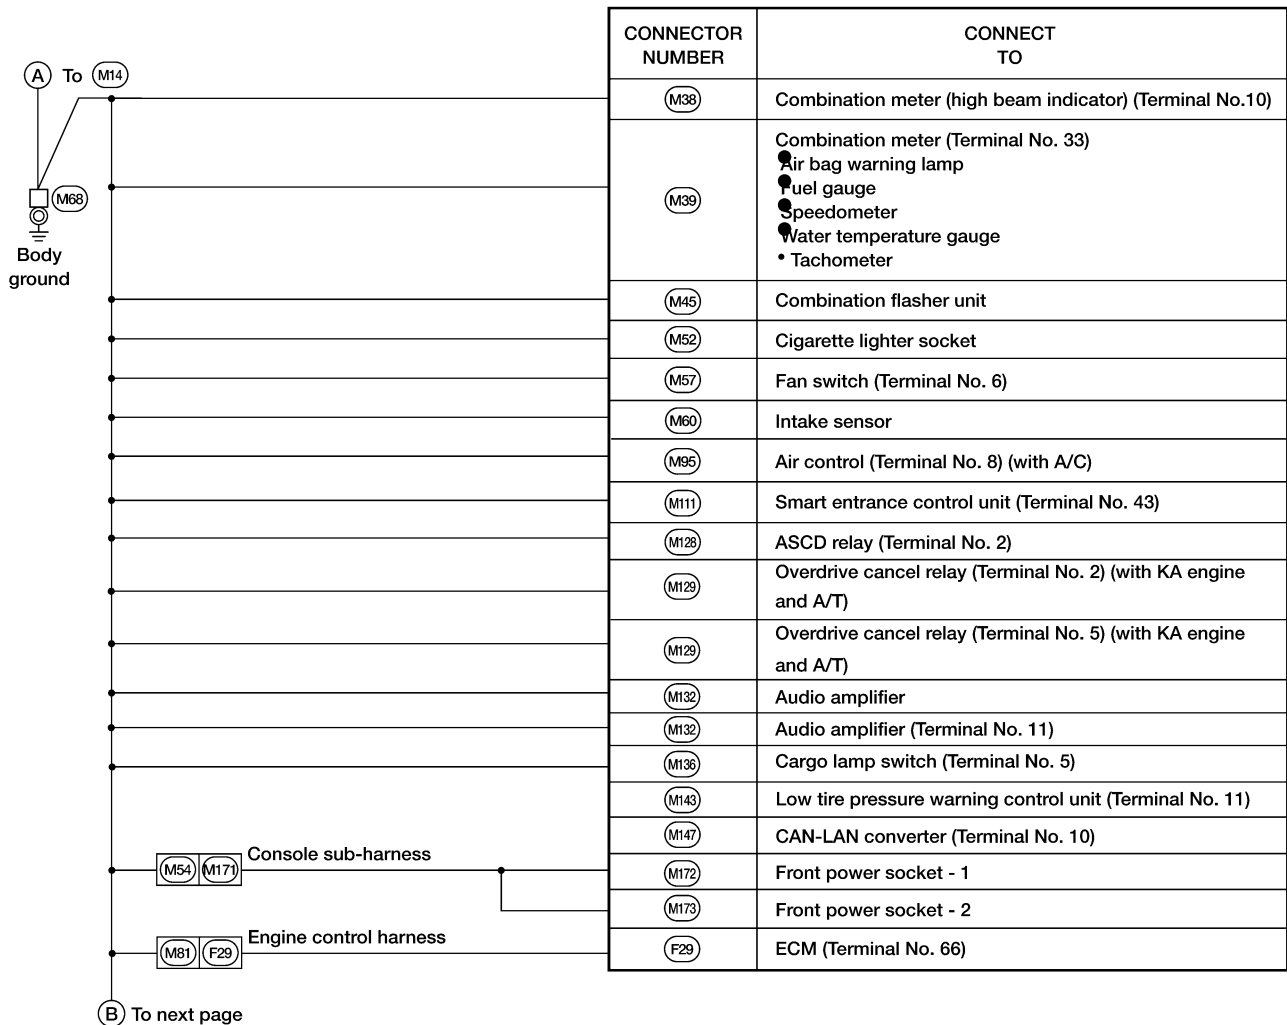 CONNECTOR
NUMBER
CONNECT
TO
A To M14
M68
Body
ground
M38 Combination meter (high beam indicator) (Terminal No.10)
M39
Combination meter (Terminal No. 33)
● Air bag warning lamp
● Fuel gauge
● Speedometer
● Water temperature gauge
• Tachometer
M45 Combination flasher unit
M52 Cigarette lighter socket
M57 Fan switch (Terminal No. 6)
M60 Intake sensor
M95 Air control (Terminal No. 8) (with A/C)
M111 Smart entrance control unit (Terminal No. 43)
M128 ASCD relay (Terminal No. 2)
M129 Overdrive cancel relay (Terminal No. 2) (with KA engine
and A/T)
M129 Overdrive cancel relay (Terminal No. 5) (with KA engine
and A/T)
M132 Audio amplifier
M132 Audio amplifier (Terminal No. 11)
M136 Cargo lamp switch (Terminal No. 5)
M143 Low tire pressure warning control unit (Terminal No. 11)
M147 CAN-LAN converter (Terminal No. 10)
M54 M171 Console sub-harness
M172 Front power socket - 1
M173 Front power socket - 2
M81 F29 Engine control harness
F29 ECM (Terminal No. 66)
B To next page